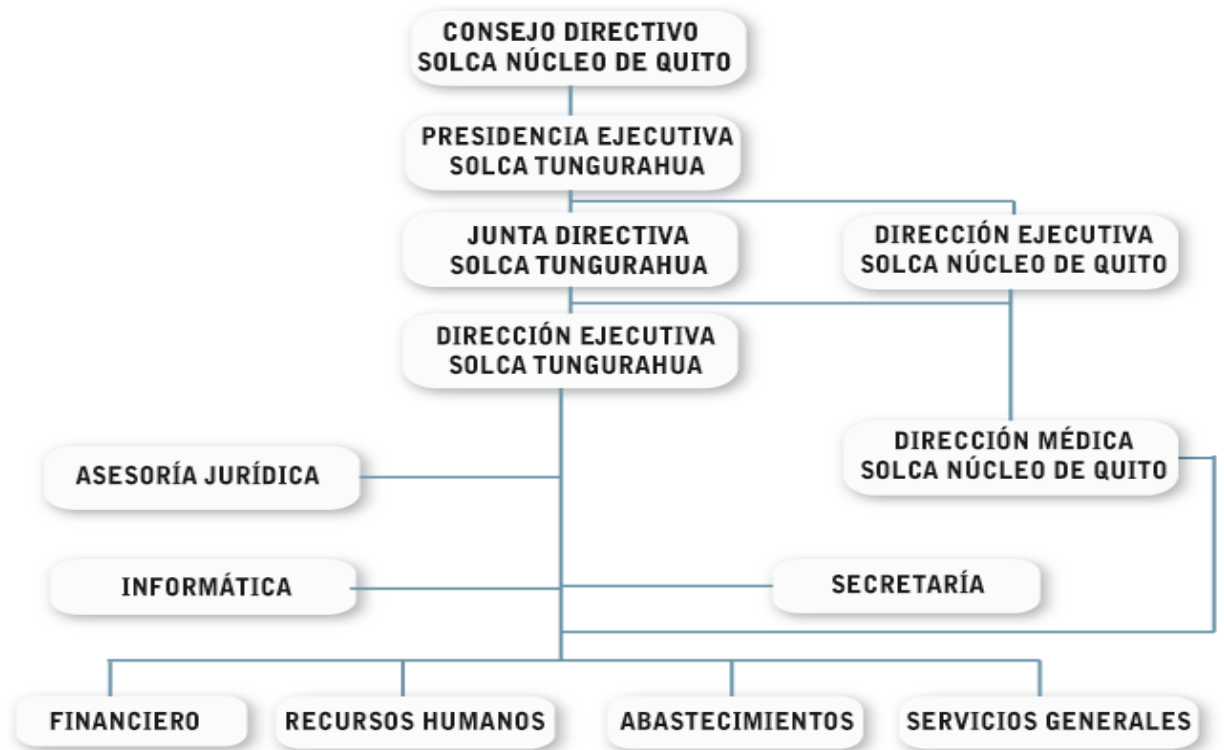 CONSEJO DIRECTIVO
SOLCA NÚCLEO DE QUITO
PRESIDENCIA EJECUTIVA
SOLCA TUNGURAHUA
JUNTA DIRECTIVA
SOLCA TUNGURAHUA
DIRECCIÓN EJECUTIVA
SOLCA NÚCLEO DE QUITO
DIRECCIÓN EJECUTIVA
SOLCA TUNGURAHUA
DIRECCIÓN MÉDICA
SOLCA NÚCLEO DE QUITO
ASESORÍA JURÍDICA
INFORMÁTICA
SECRETARÍA
FINANCIERO
RECURSOS HUMANOS
ABASTECIMIENTOS
SERVICIOS GENERALES